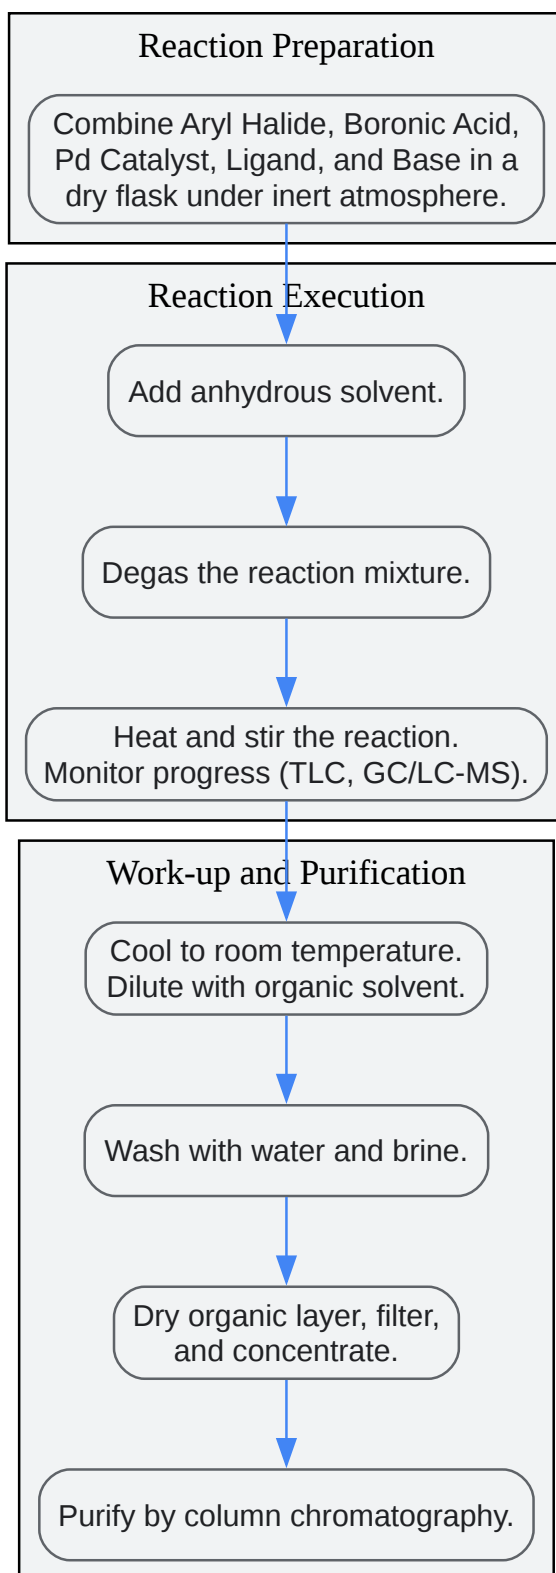 Reaction Preparation
Combine Aryl Halide, Boronic Acid,
Pd Catalyst, Ligand, and Base in a
dry flask under inert atmosphere.
Reaction Execution
Add anhydrous solvent.
Degas the reaction mixture.
Heat and stir the reaction.
Monitor progress (TLC, GC/LC-MS).
Work-up and Purification
Cool to room temperature.
Dilute with organic solvent.
Wash with water and brine.
Dry organic layer, filter,
and concentrate.
Purify by column chromatography.